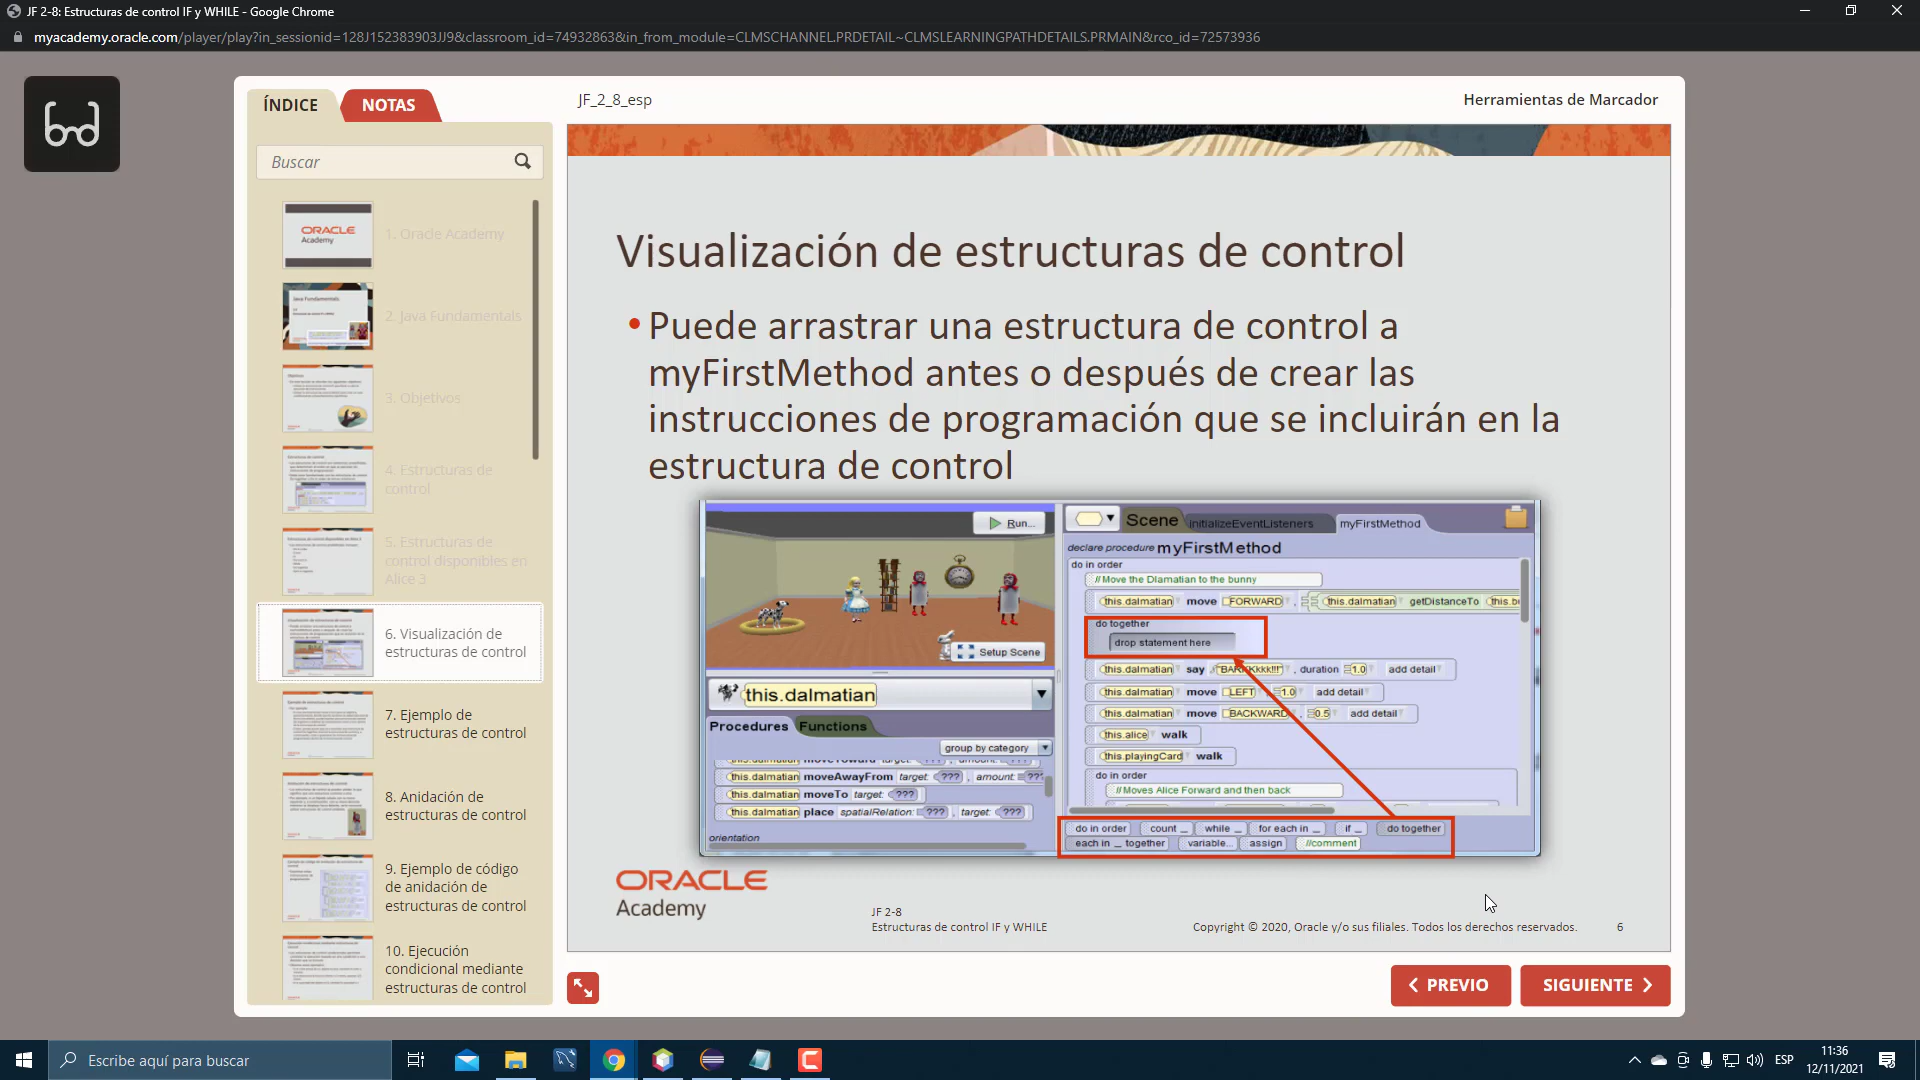 JF 2-8: Estructuras de control IF y WHILE - Google Chrome
myacademy.oracle.com/player/play?in_sessionid=128J152383903JJ9&classroom_id=74932863&in_from_module=CLMSCHANNEL.PRDETAIL~CLMSLEARNINGPATHDETAILS.PRMAIN&rco_id=72573936
ÍNDICE
NOTAS
Buscar
ORACLE
Academy
1. Oracle Academy
Java Fundamentals
2. Java Fundamentals
3. Objetivos
4. Estructuras de
control
5. Estructuras de
control disponibles en
Alice 3
6. Visualización de
estructuras de control
7. Ejemplo de
estructuras de control
8. Anidación de
estructuras de control
9. Ejemplo de código
de anidación de
estructuras de control
10. Ejecución
condicional mediante
estructuras de control
JF_2_8_esp
Herramientas de Marcador
Visualización de estructuras de control
• Puede arrastrar una estructura de control a
myFirstMethod antes o después de crear las
instrucciones de programación que se incluirán en la
estructura de control
Run...
Setup Scene
this.dalmatian
Procedures
Functions
group by category
this.dalmatian moveToward target: ??? , amount: ???
this.dalmatian moveAwayFrom target: ??? , amount: ???
this.dalmatian moveTo target: ???
this.dalmatian place spatialRelation: ??? , target: ???
orientation
Scene
initializeEventListeners
myFirstMethod
declare procedure myFirstMethod
do in order
//Move the Dlamatian to the bunny
this.dalmatian move FORWARD , this.dalmatian getDistanceTo this.b
do together
drop statement here
this.dalmatian say "BARKKkkk!!!" , duration 1.0 add detail
this.dalmatian move LEFT , 1.0 add detail
this.dalmatian move BACKWARD , 0.5 add detail
this.alice walk
this.playingCard walk
do in order
//Moves Alice Forward and then back
do in order count _ while _ for each in _ if _ do together
each in _ together variable... assign //comment
ORACLE
Academy
JF 2-8
Estructuras de control IF y WHILE
Copyright © 2020, Oracle y/o sus filiales. Todos los derechos reservados.
6
PREVIO
SIGUIENTE
Escribe aquí para buscar
ESP
11:36
12/11/2021